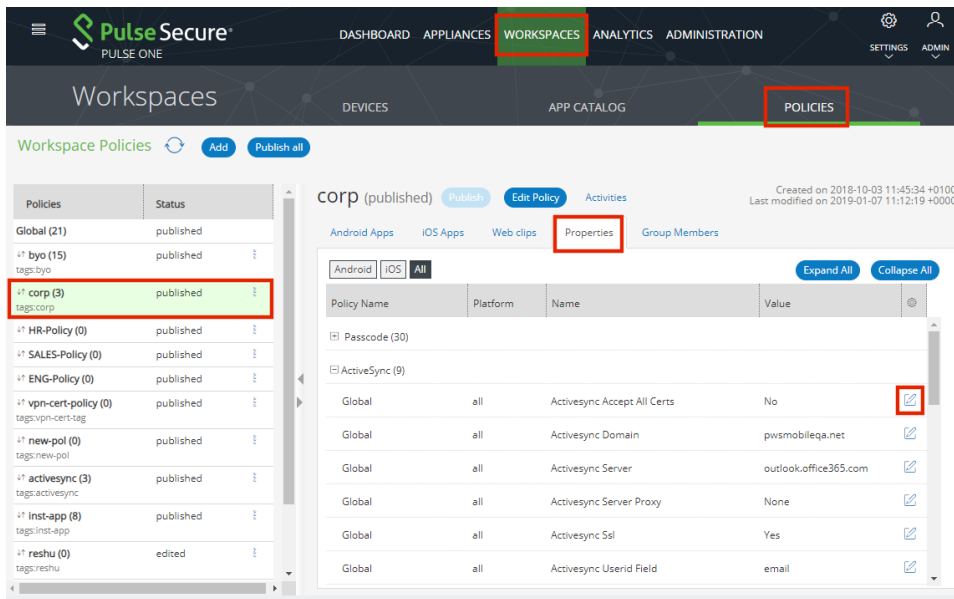 Pulse Secure®
PULSE ONE
DASHBOARD APPLIANCES WORKSPACES ANALYTICS ADMINISTRATION
SETTINGS ADMIN
Workspaces
DEVICES APP CATALOG POLICIES
Workspace Policies Add Publish all
Policies Status
Global (21) published
byo (15) published
tags:byo
corp (3) published
tags:corp
HR-Policy (0) published
SALES-Policy (0) published
ENG-Policy (0) published
vpn-cert-policy (0) published
tags:vpn-cert-tag
new-pol (0) published
tags:new-pol
activesync (3) published
tags:activesync
inst-app (8) published
tags:inst-app
reshu (0) edited
tags:reshu
corp (published) Publish Edit Policy Activities
Created on 2018-10-03 11:45:34 +0100
Last modified on 2019-01-07 11:12:19 +0000
Android Apps iOS Apps Web clips Properties Group Members
Android iOS All Expand All Collapse All
Policy Name Platform Name Value
Passcode (30)
ActiveSync (9)
Global all Activesync Accept All Certs No
Global all Activesync Domain pwsmobileqa.net
Global all Activesync Server outlook.office365.com
Global all Activesync Server Proxy None
Global all Activesync Ssl Yes
Global all Activesync Userid Field email